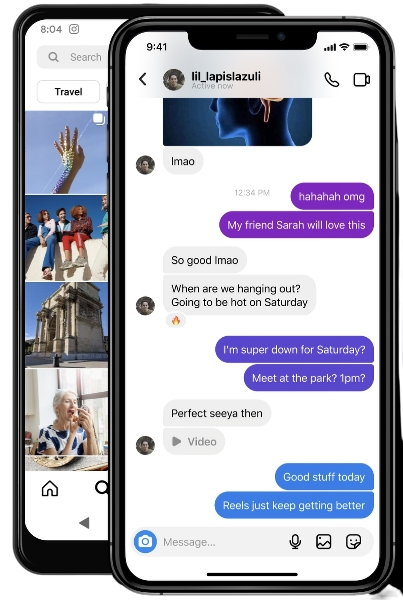 8:04
Search
Travel
9:41
lil_lapislazuli
Active now
lmao
12:34 PM
hahahah omg
My friend Sarah will love this
So good lmao
When are we hanging out?
Going to be hot on Saturday
I'm super down for Saturday?
Meet at the park? 1pm?
Perfect seeya then
Video
Good stuff today
Reels just keep getting better
Message...